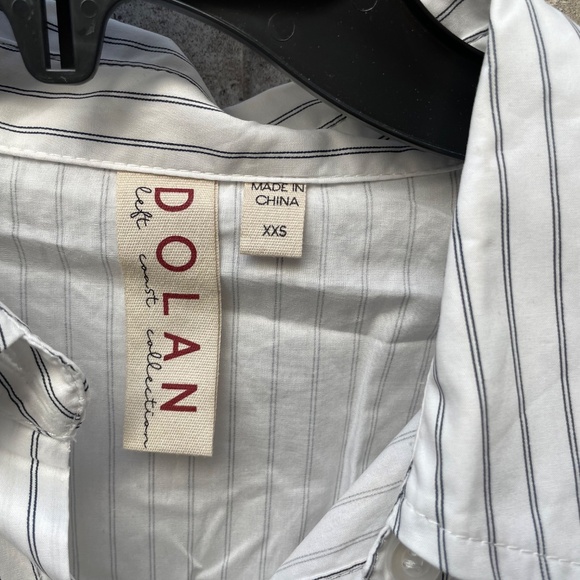 DOLAN
left coast collection
MADE IN
CHINA
XXS